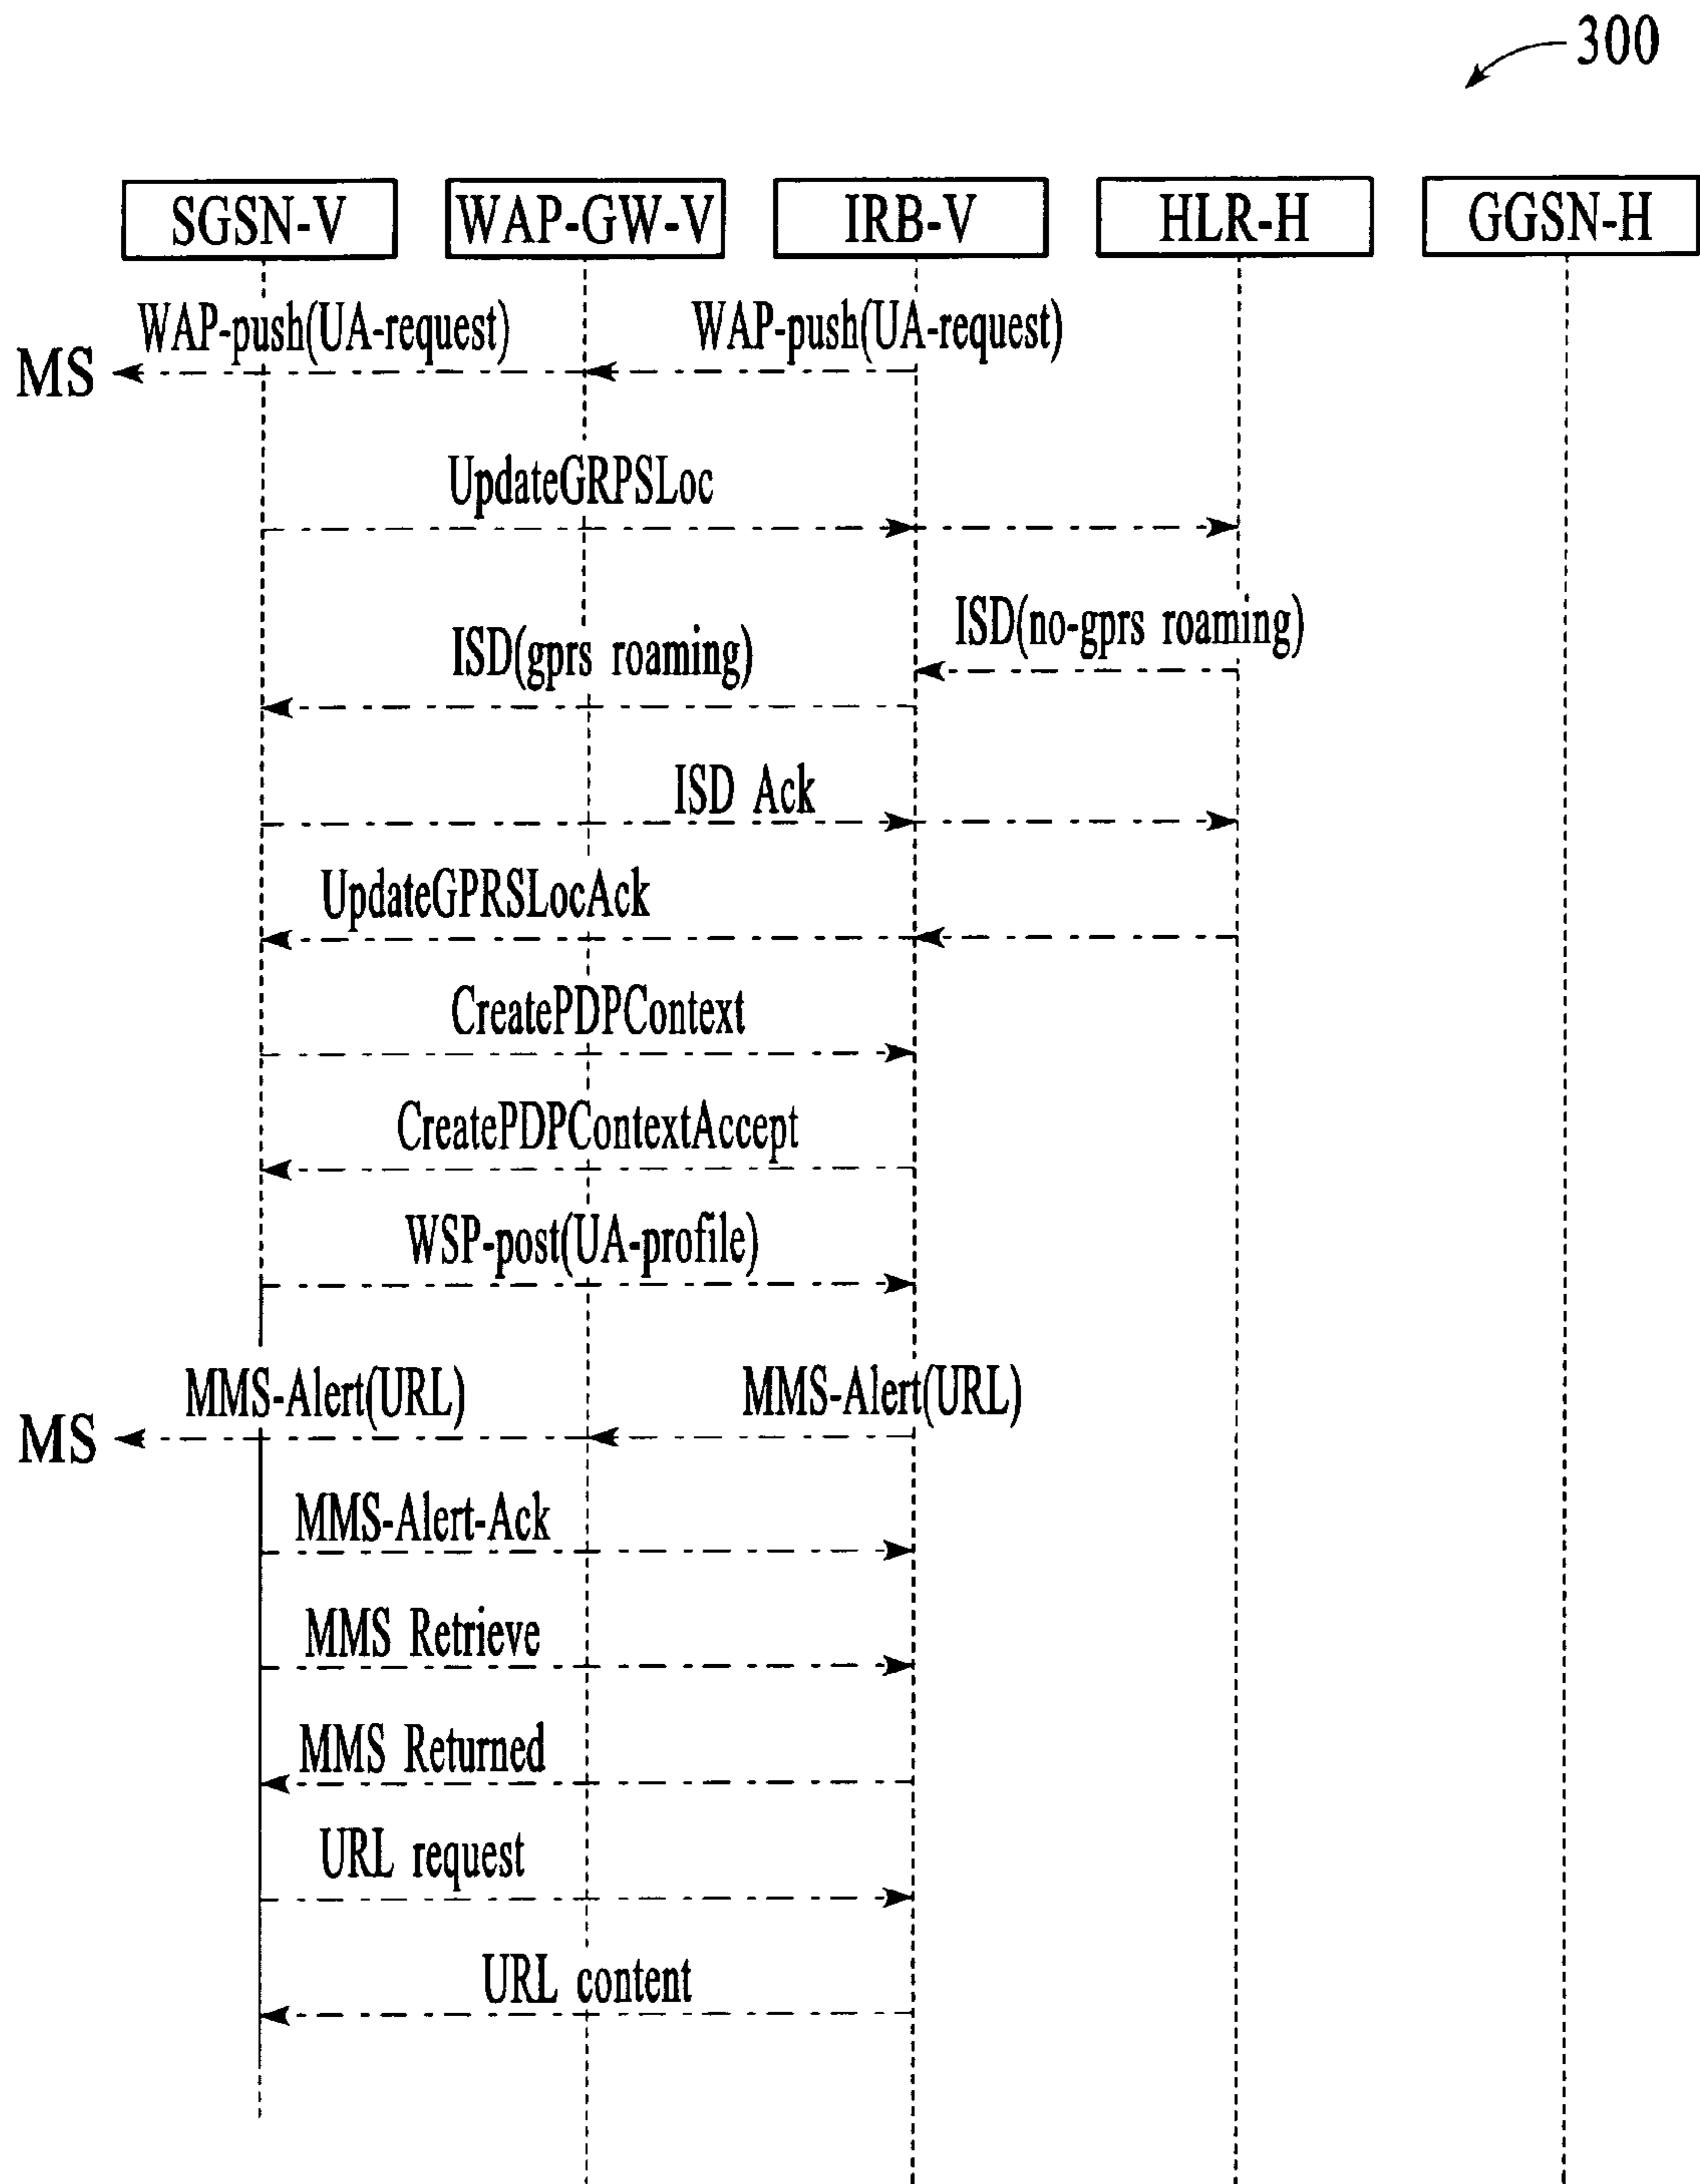 300
SGSN-V WAP-GW-V IRB-V HLR-H GGSN-H
WAP-push(UA-request) WAP-push(UA-request)
MS
UpdateGRPSLoc
ISD(no-gprs roaming)
ISD(gprs roaming)
ISD Ack
UpdateGPRSLocAck
CreatePDPContext
CreatePDPContextAccept
WSP-post(UA-profile)
MMS-Alert(URL) MMS-Alert(URL)
MS
MMS-Alert-Ack
MMS Retrieve
MMS Returned
URL request
URL content